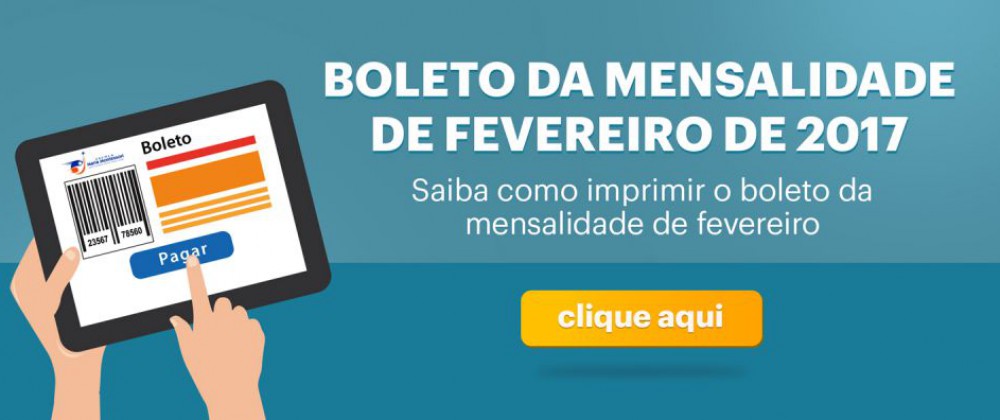 BOLETO DA MENSALIDADE
DE FEVEREIRO DE 2017
Saiba como imprimir o boleto da
mensalidade de fevereiro
clique aqui
Boleto
23567 78560
Pagar